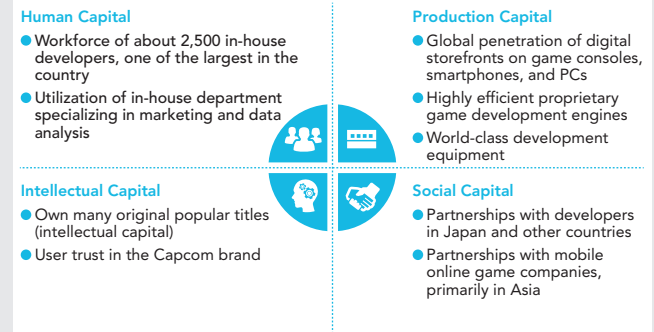 Human Capital
● Workforce of about 2,500 in-house
developers, one of the largest in the
country
● Utilization of in-house department
specializing in marketing and data
analysis
Production Capital
● Global penetration of digital
storefronts on game consoles,
smartphones, and PCs
● Highly efficient proprietary
game development engines
● World-class development
equipment
Intellectual Capital
● Own many original popular titles
(intellectual capital)
● User trust in the Capcom brand
Social Capital
● Partnerships with developers
in Japan and other countries
● Partnerships with mobile
online game companies,
primarily in Asia